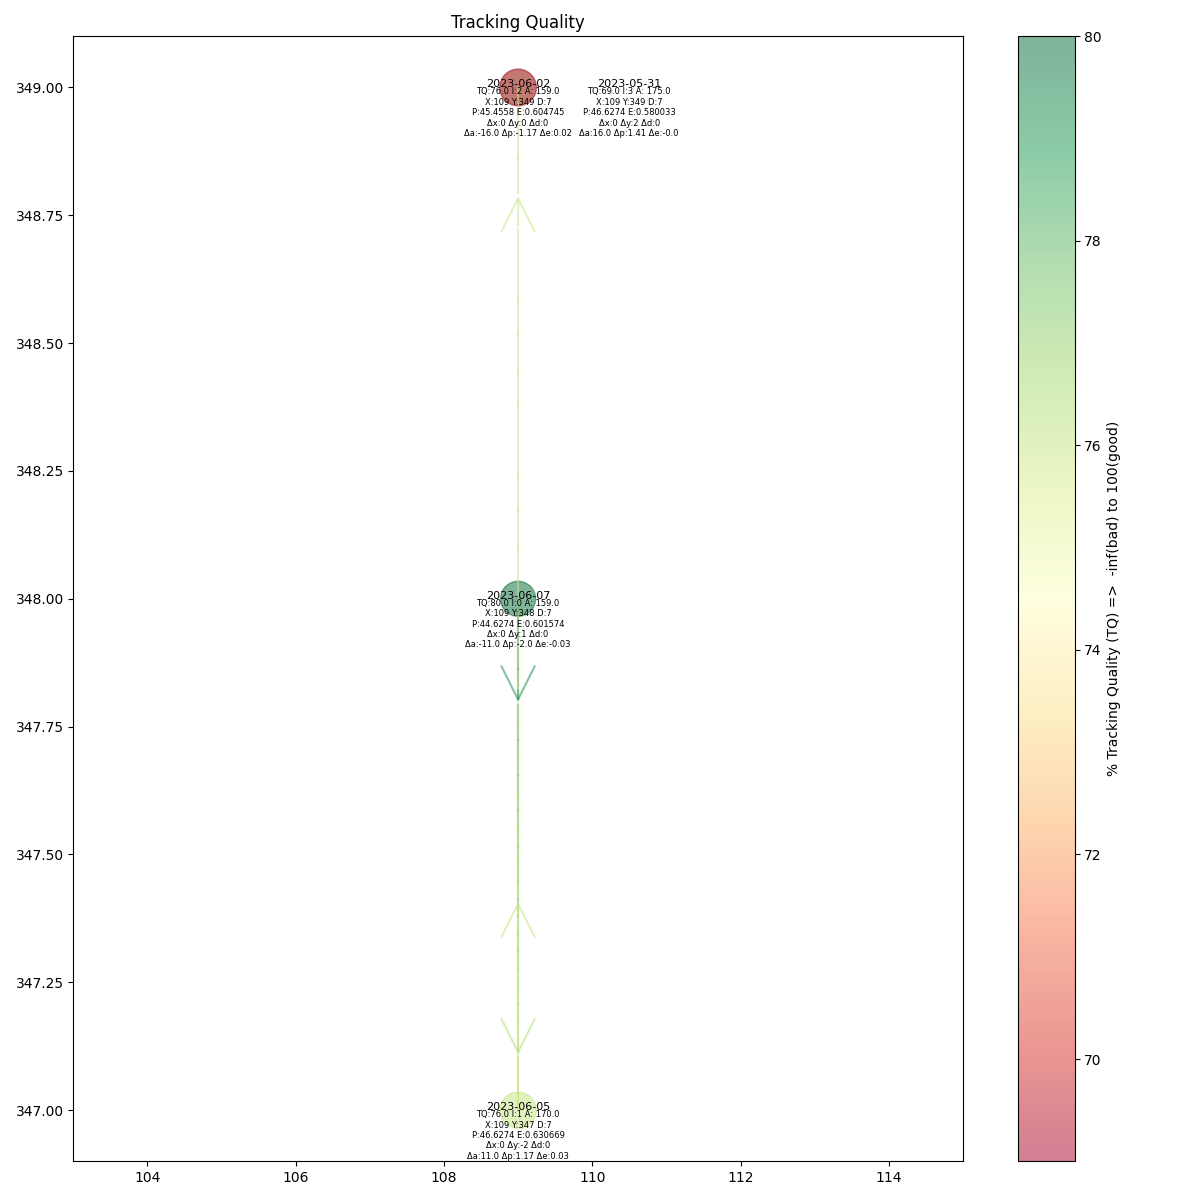 Tracking Quality
349.00
348.75
348.50
348.25
348.00
347.75
347.50
347.25
347.00
104
106
108
110
112
114
2023-06-02
TQ:76.0 I:2 A: 159.0
X:109 Y:349 D:7
P:45.4558 E:0.604745
Δx:0 Δy:0 Δd:0
Δa:-16.0 Δp:-1.17 Δe:0.02
2023-05-31
TQ:69.0 I:3 A: 175.0
X:109 Y:349 D:7
P:46.6274 E:0.580033
Δx:0 Δy:2 Δd:0
Δa:16.0 Δp:1.41 Δe:-0.0
2023-06-07
TQ:80.0 I:0 A: 159.0
X:109 Y:348 D:7
P:44.6274 E:0.601574
Δx:0 Δy:1 Δd:0
Δa:-11.0 Δp:-2.0 Δe:-0.03
2023-06-05
TQ:76.0 I:1 A: 170.0
X:109 Y:347 D:7
P:46.6274 E:0.630669
Δx:0 Δy:-2 Δd:0
Δa:11.0 Δp:1.17 Δe:0.03
80
78
76
74
72
70
% Tracking Quality (TQ) =>  -inf(bad) to 100(good)